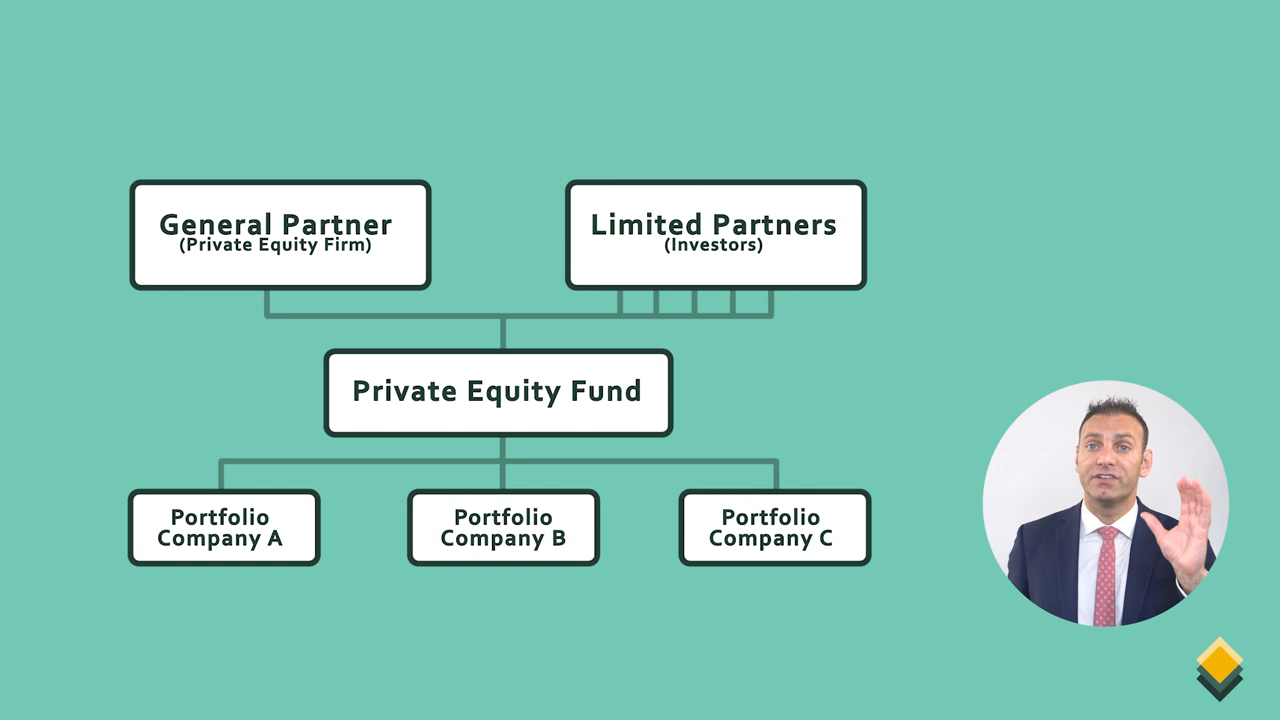 General Partner
(Private Equity Firm)
Limited Partners
(Investors)
Private Equity Fund
Portfolio
Company A
Portfolio
Company B
Portfolio
Company C